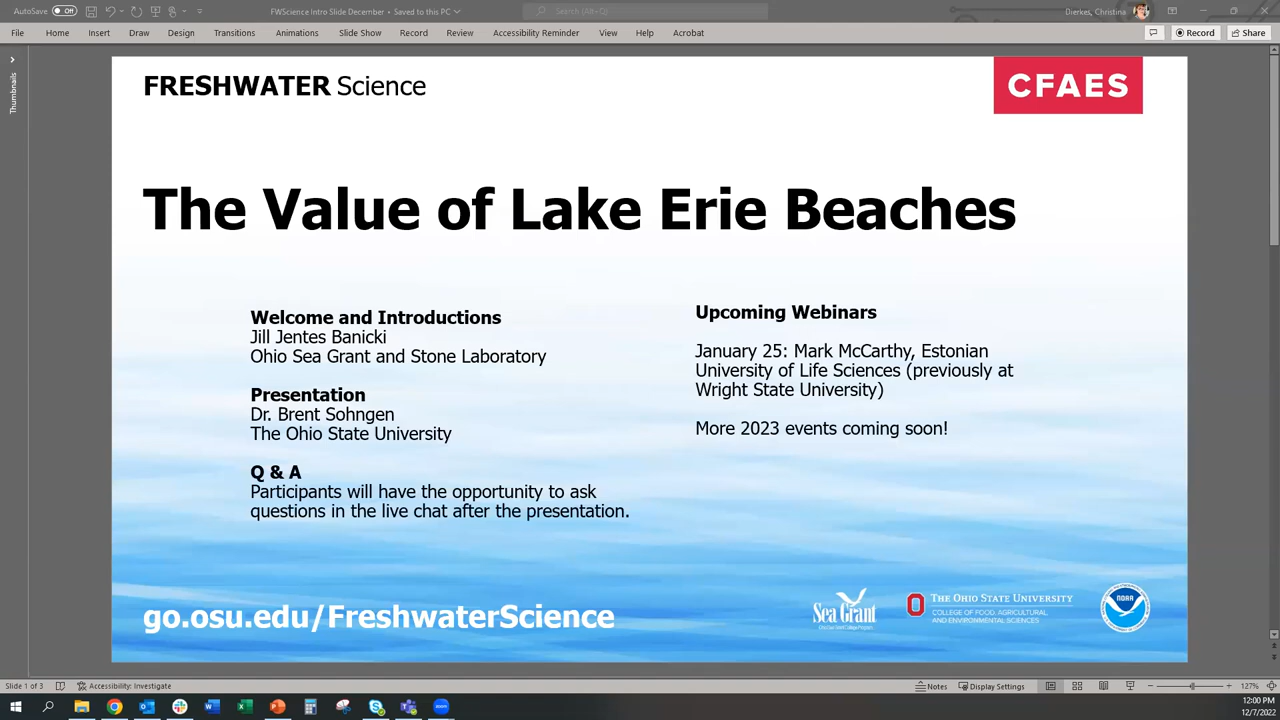 AutoSave
Off
FWScience Intro Slide December • Saved to this PC
Search (Alt+Q)
Dierkes, Christina
File
Home
Insert
Draw
Design
Transitions
Animations
Slide Show
Record
Review
Accessibility Reminder
View
Help
Acrobat
Record
Share
Thumbnails
FRESHWATER Science
CFAES
The Value of Lake Erie Beaches
Welcome and Introductions
Jill Jentes Banicki
Ohio Sea Grant and Stone Laboratory
Presentation
Dr. Brent Sohngen
The Ohio State University
Q & A
Participants will have the opportunity to ask
questions in the live chat after the presentation.
Upcoming Webinars
January 25: Mark McCarthy, Estonian
University of Life Sciences (previously at
Wright State University)
More 2023 events coming soon!
go.osu.edu/FreshwaterScience
Sea Grant
THE OHIO STATE UNIVERSITY
COLLEGE OF FOOD, AGRICULTURAL,
AND ENVIRONMENTAL SCIENCES
NOAA
Slide 1 of 3
Accessibility: Investigate
Notes
Display Settings
127%
12:00 PM
12/7/2022